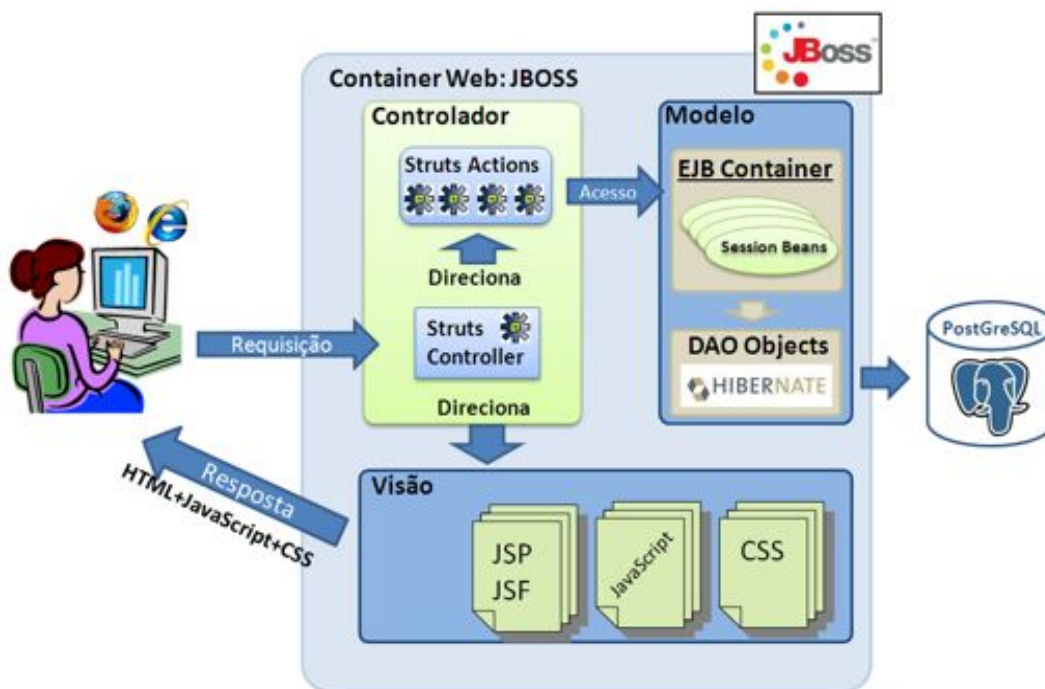 JBoss
Container Web: JBOSS
Controlador
Struts Actions
Direciona
Struts
Controller
Direciona
Acesso
Modelo
EJB Container
Session Beans
DAO Objects
HIBERNATE
PostGreSQL
Requisição
Resposta
HTML+JavaScript+CSS
Visão
JSP
JSF
JavaScript
CSS